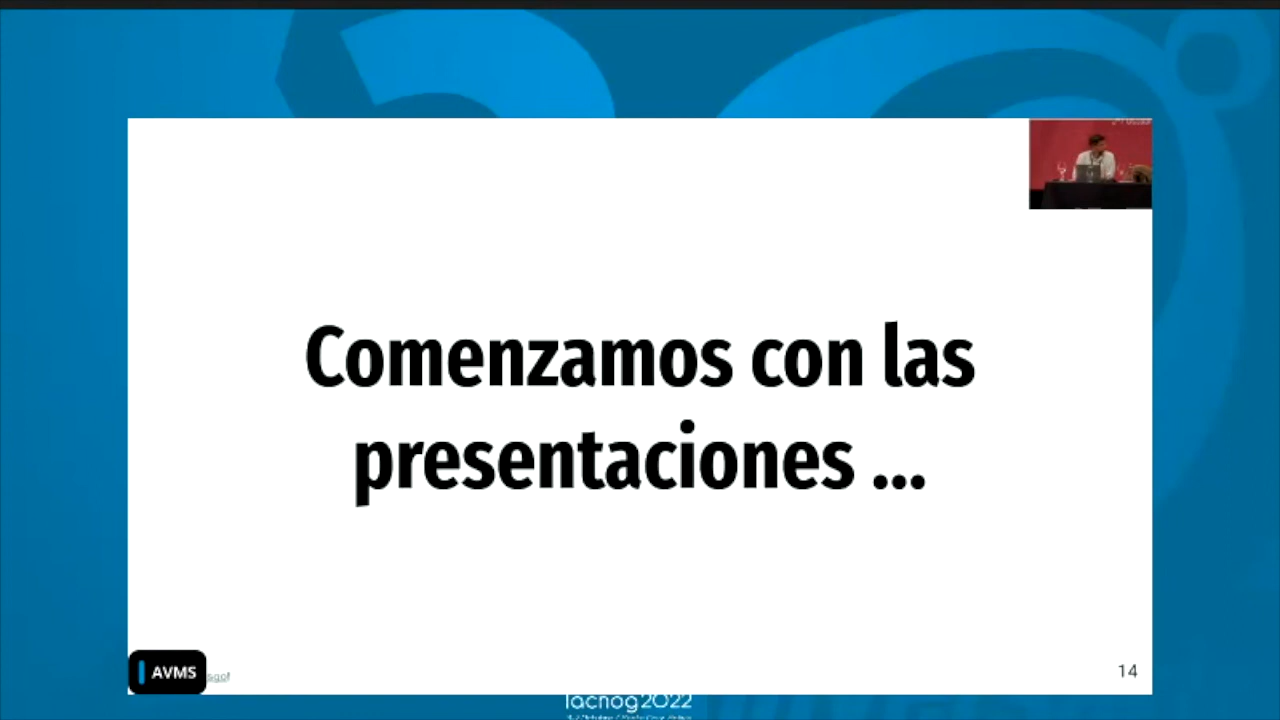 Comenzamos con las
presentaciones ...
AVMS
14
lacnog2022